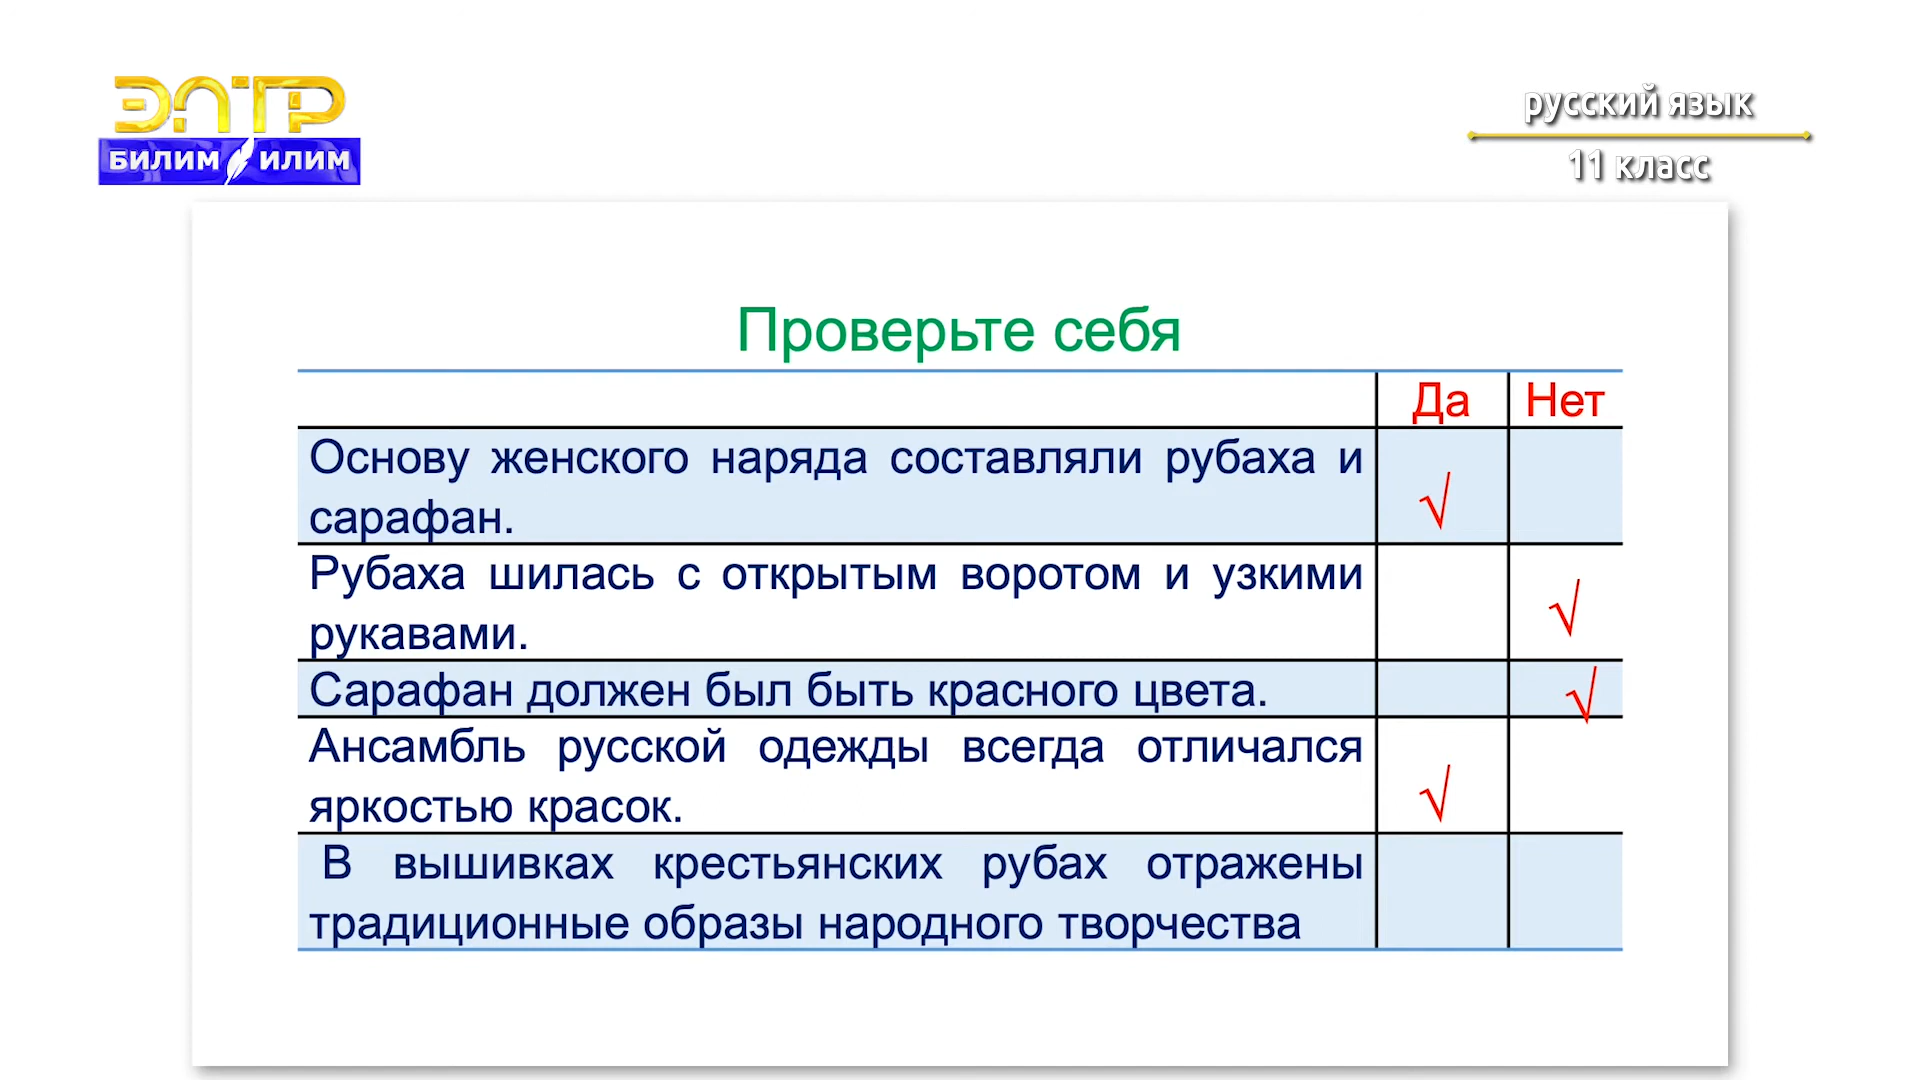 ЭЛТР
БИЛИМ ИЛИМ
русский язык
11 класс
Проверьте себя
Да Нет
Основу женского наряда составляли рубаха и
сарафан. √
Рубаха шилась с открытым воротом и узкими
рукавами. √
Сарафан должен был быть красного цвета. √
Ансамбль русской одежды всегда отличался
яркостью красок. √
В вышивках крестьянских рубах отражены
традиционные образы народного творчества